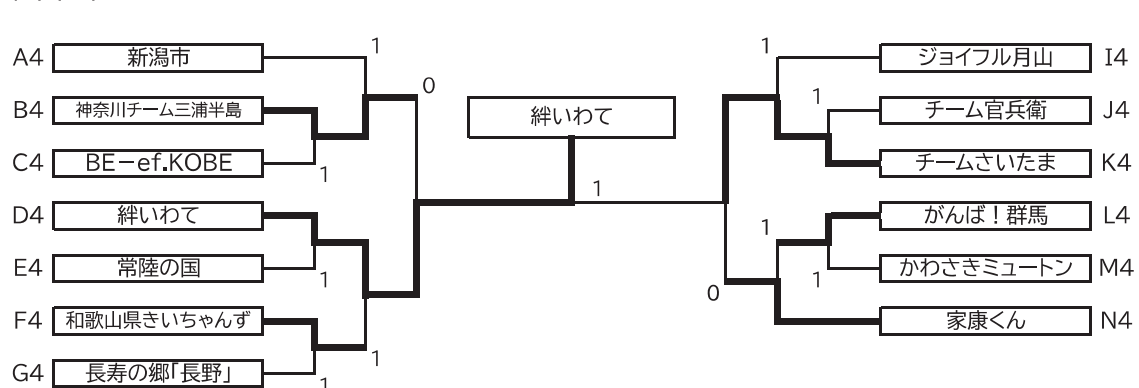 A4 新潟市 1 1 ジョイフル月山 I4
0
B4 神奈川チーム三浦半島 絆いわて 1 チーム官兵衛 J4
C4 BE－ef.KOBE 1 チームさいたま K4
1
D4 絆いわて 1 がんば！群馬 L4
E4 常陸の国 1 1 かわさきミュートン M4
0
F4 和歌山県きいちゃんず 家康くん N4
1
G4 長寿の郷「長野」 1